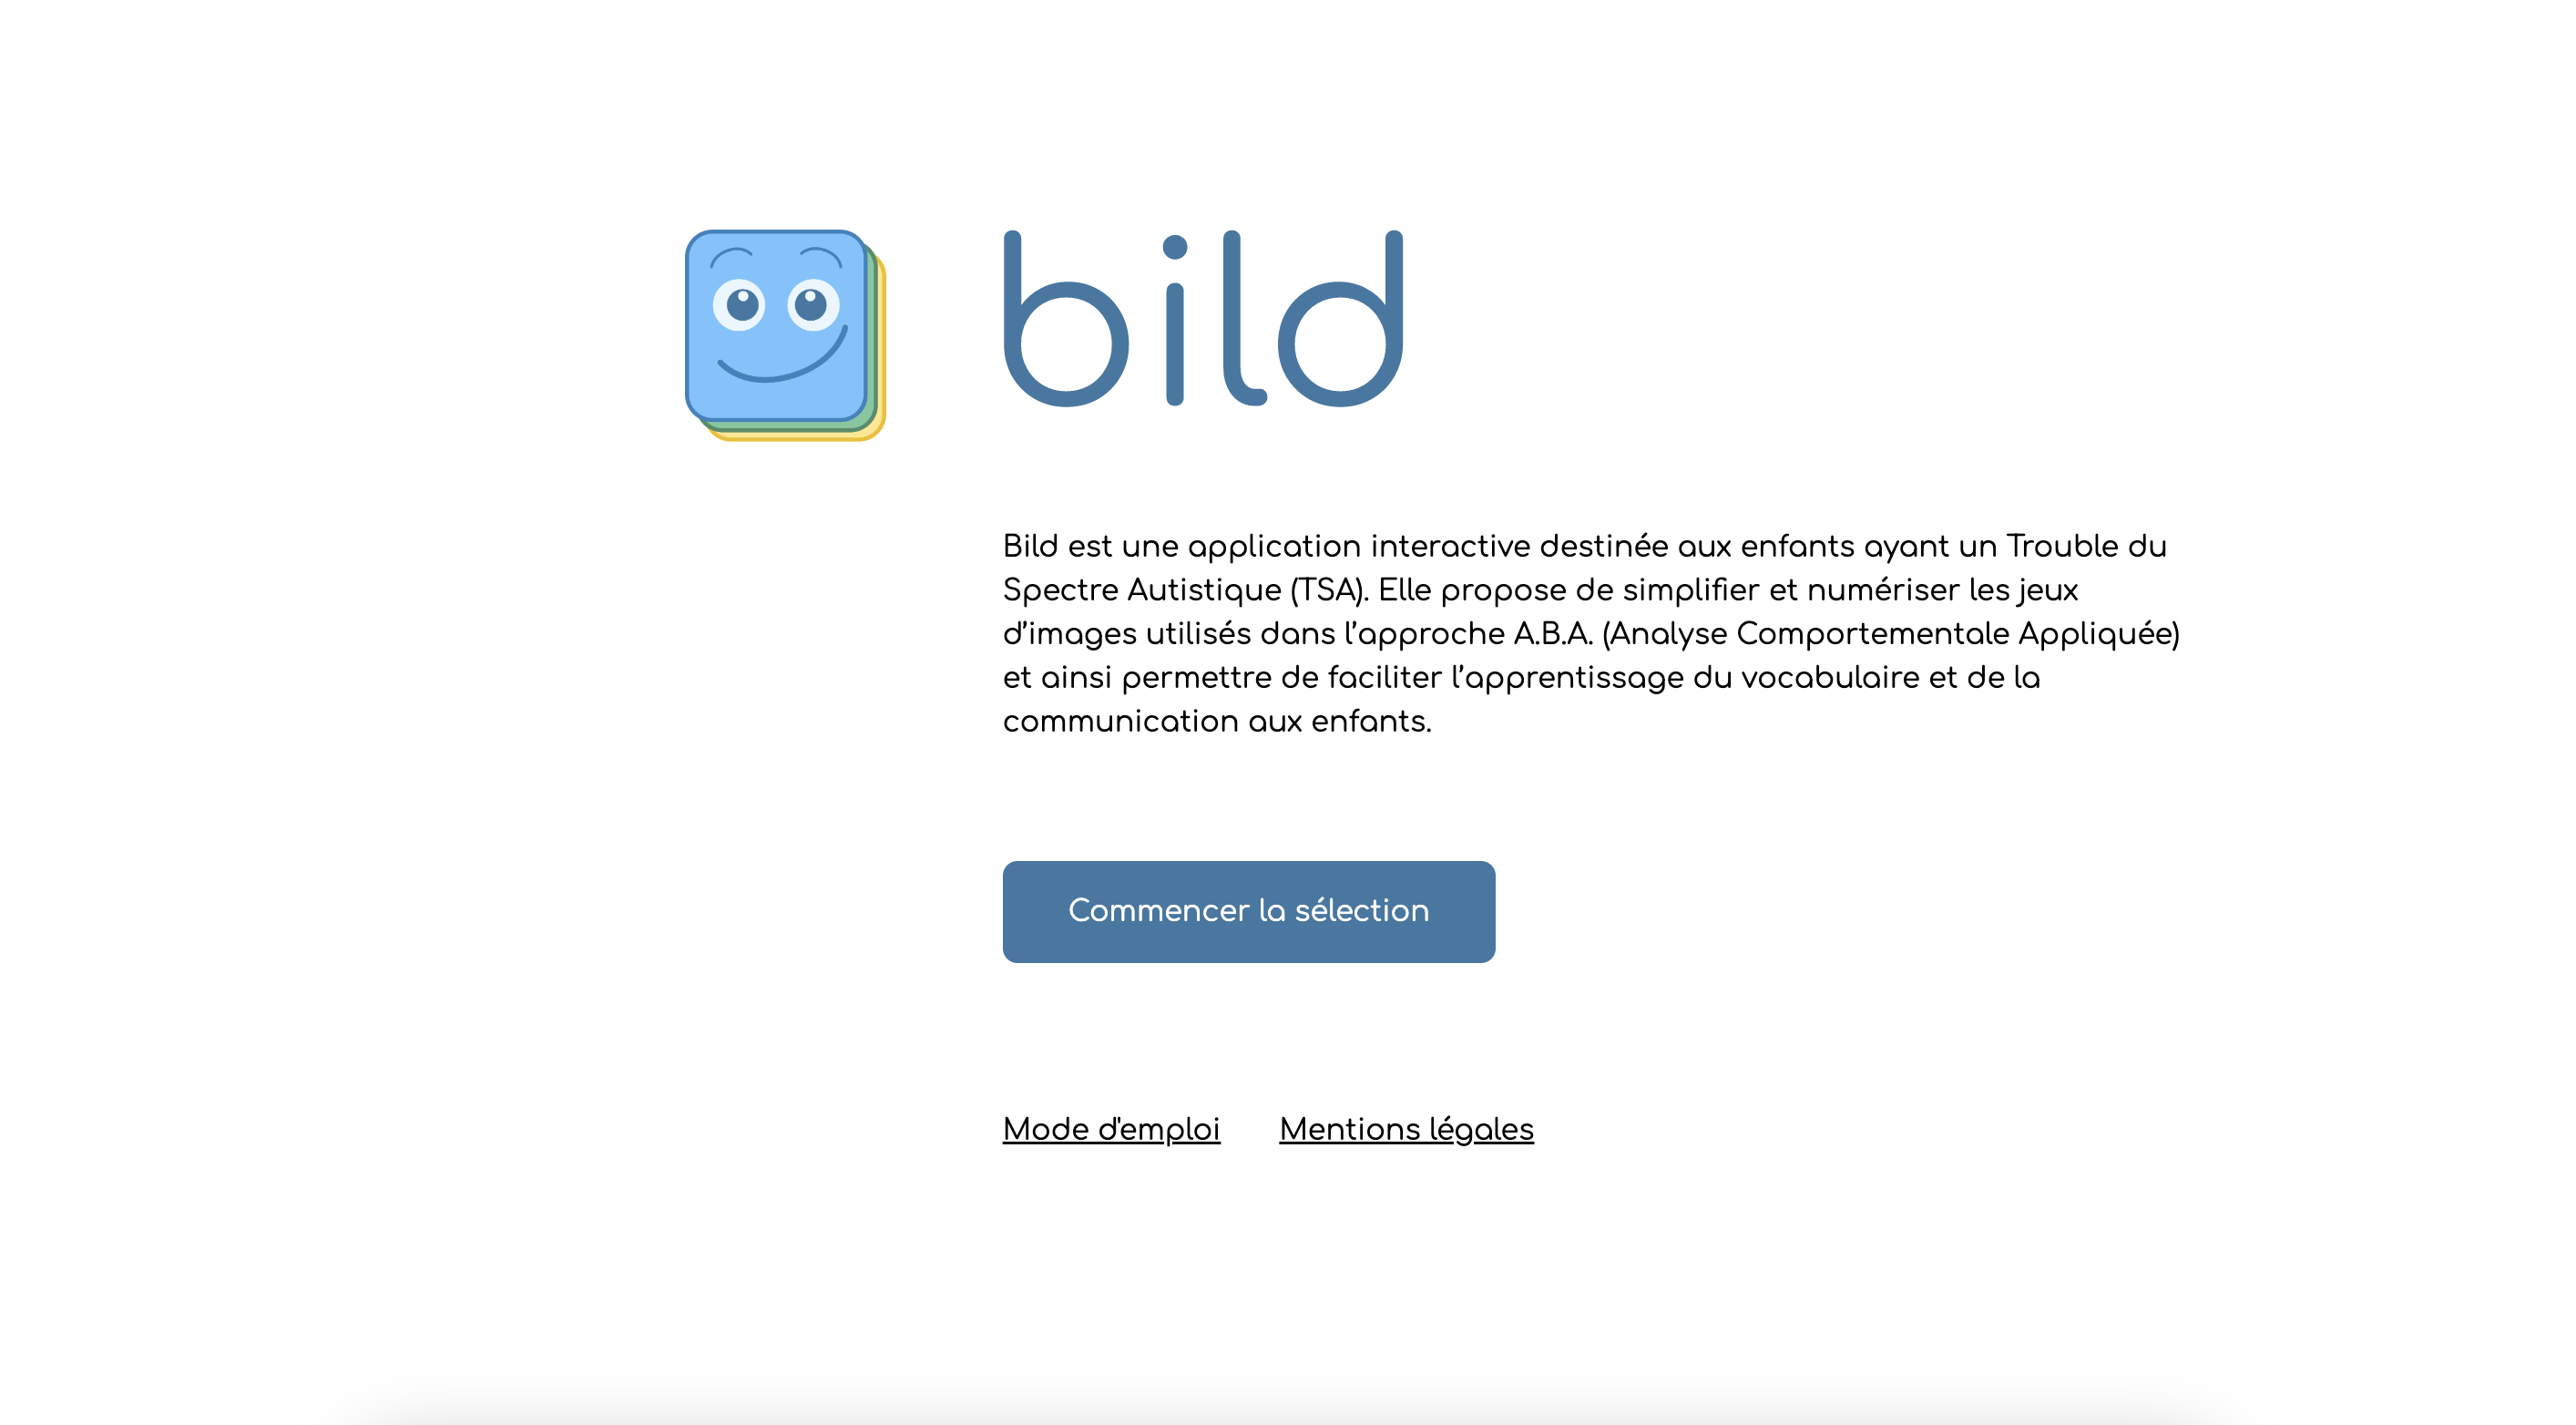 bild
Bild est une application interactive destinée aux enfants ayant un Trouble du
Spectre Autistique (TSA). Elle propose de simplifier et numériser les jeux
d’images utilisés dans l’approche A.B.A. (Analyse Comportementale Appliquée)
et ainsi permettre de faciliter l’apprentissage du vocabulaire et de la
communication aux enfants.
Commencer la sélection
Mode d'emploi Mentions légales